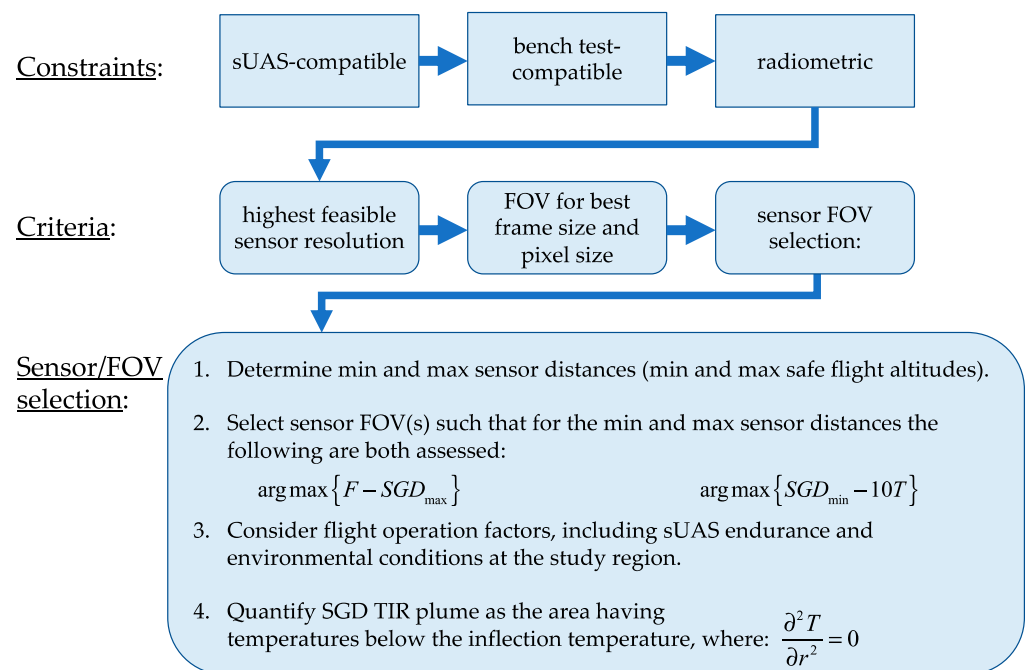 Constraints:
sUAS-compatible
bench test-
compatible
radiometric
Criteria:
highest feasible
sensor resolution
FOV for best
frame size and
pixel size
sensor FOV
selection:
Sensor/FOV
selection:
1. Determine min and max sensor distances (min and max safe flight altitudes).
2. Select sensor FOV(s) such that for the min and max sensor distances the
following are both assessed:
arg max{F − SGD_max} arg max{SGD_min − 10T}
3. Consider flight operation factors, including sUAS endurance and
environmental conditions at the study region.
4. Quantify SGD TIR plume as the area having
temperatures below the inflection temperature, where: ∂²T/∂r² = 0